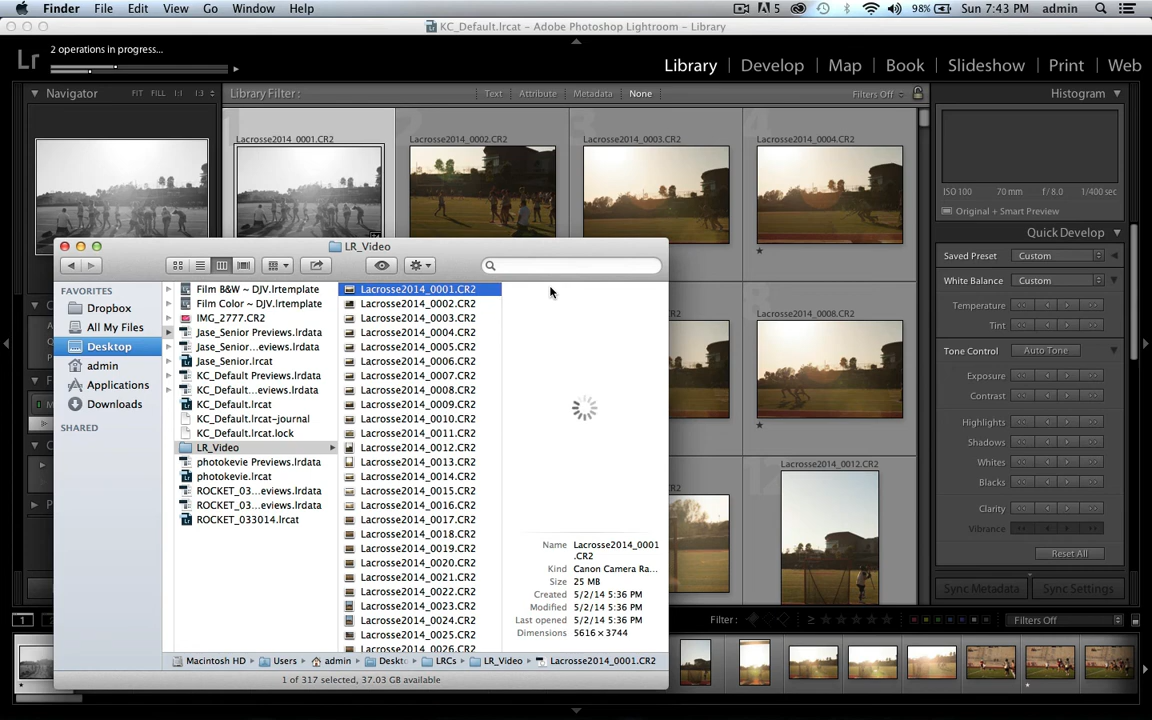 Finder File Edit View Go Window Help 5 98% Sun 7:43 PM admin
KC_Default.lrcat - Adobe Photoshop Lightroom - Library
Lr 2 operations in progress...
Library Develop Map Book Slideshow Print Web
Navigator FIT FILL 1:1 1:3
Library Filter : Text Attribute Metadata None Filters Off
Histogram
Lacrosse2014_0001.CR2
Lacrosse2014_0002.CR2
Lacrosse2014_0003.CR2
Lacrosse2014_0004.CR2
Lacrosse2014_0008.CR2
Lacrosse2014_0012.CR2
ISO 100 70 mm f / 8.0 1/400 sec
Original + Smart Preview
Quick Develop
Saved Preset Custom
White Balance Custom
Temperature
Tint
Tone Control Auto Tone
Exposure
Contrast
Highlights
Shadows
Whites
Blacks
Clarity
Vibrance
Reset All
Sync Metadata Sync Settings
LR_Video
FAVORITES
Dropbox
All My Files
Desktop
admin
Applications
Downloads
SHARED
Film B&W ~ DJV.lrtemplate
Film Color ~ DJV.lrtemplate
IMG_2777.CR2
Jase_Senior Previews.lrdata
Jase_Senior...eviews.lrdata
Jase_Senior.lrcat
KC_Default Previews.lrdata
KC_Default...eviews.lrdata
KC_Default.lrcat
KC_Default.lrcat-journal
KC_Default.lrcat.lock
LR_Video
photokevie Previews.lrdata
photokevie.lrcat
ROCKET_03...eviews.lrdata
ROCKET_03...eviews.lrdata
ROCKET_033014.lrcat
Lacrosse2014_0001.CR2
Lacrosse2014_0002.CR2
Lacrosse2014_0003.CR2
Lacrosse2014_0004.CR2
Lacrosse2014_0005.CR2
Lacrosse2014_0006.CR2
Lacrosse2014_0007.CR2
Lacrosse2014_0008.CR2
Lacrosse2014_0009.CR2
Lacrosse2014_0010.CR2
Lacrosse2014_0011.CR2
Lacrosse2014_0012.CR2
Lacrosse2014_0013.CR2
Lacrosse2014_0014.CR2
Lacrosse2014_0015.CR2
Lacrosse2014_0016.CR2
Lacrosse2014_0017.CR2
Lacrosse2014_0018.CR2
Lacrosse2014_0019.CR2
Lacrosse2014_0020.CR2
Lacrosse2014_0021.CR2
Lacrosse2014_0022.CR2
Lacrosse2014_0023.CR2
Lacrosse2014_0024.CR2
Lacrosse2014_0025.CR2
Lacrosse2014_0026.CR2
Name Lacrosse2014_0001
.CR2
Kind Canon Camera Ra...
Size 25 MB
Created 5/2/14 5:36 PM
Modified 5/2/14 5:36 PM
Last opened 5/2/14 5:36 PM
Dimensions 5616 × 3744
Macintosh HD Users admin Deskto LRCs LR_Video Lacrosse2014_0001.CR2
1 of 317 selected, 37.03 GB available
1 Filter : Filters Off